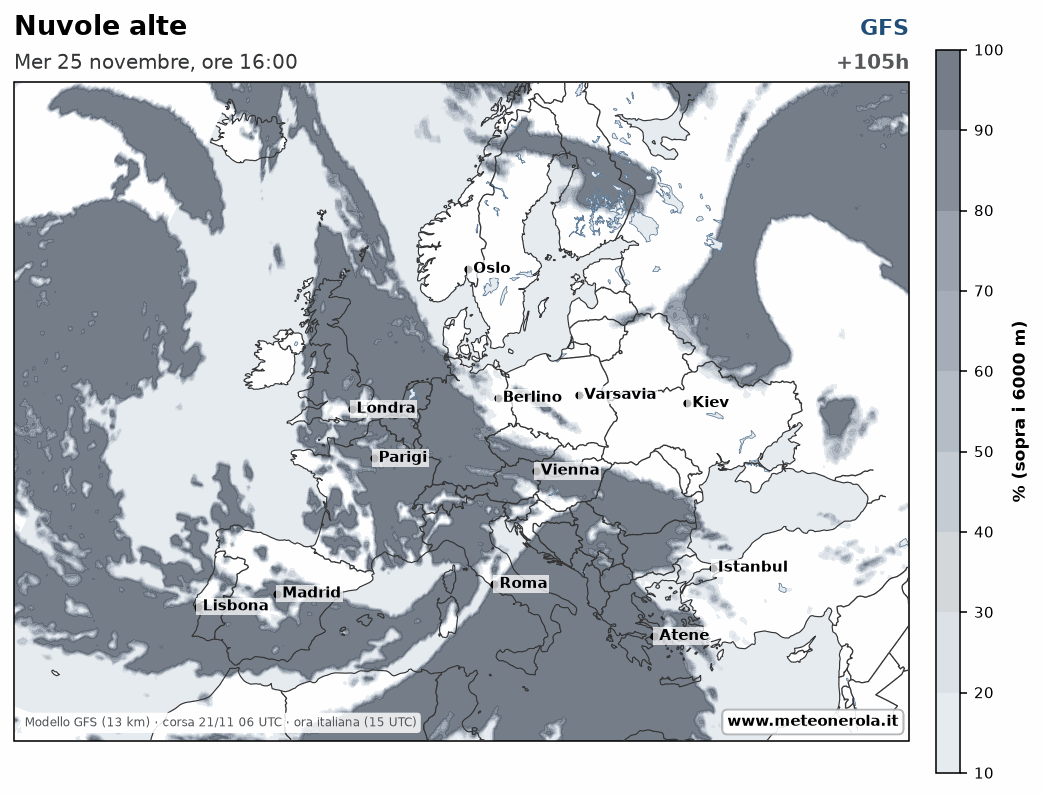 Nuvole alte
GFS
Mer 25 novembre, ore 16:00
+105h
100
90
80
70
60
50
40
30
20
10
% (sopra i 6000 m)
Oslo
Berlino
Varsavia
Kiev
Londra
Parigi
Vienna
Istanbul
Roma
Madrid
Lisbona
Atene
Modello GFS (13 km) · corsa 21/11 06 UTC · ora italiana (15 UTC)
www.meteonerola.it